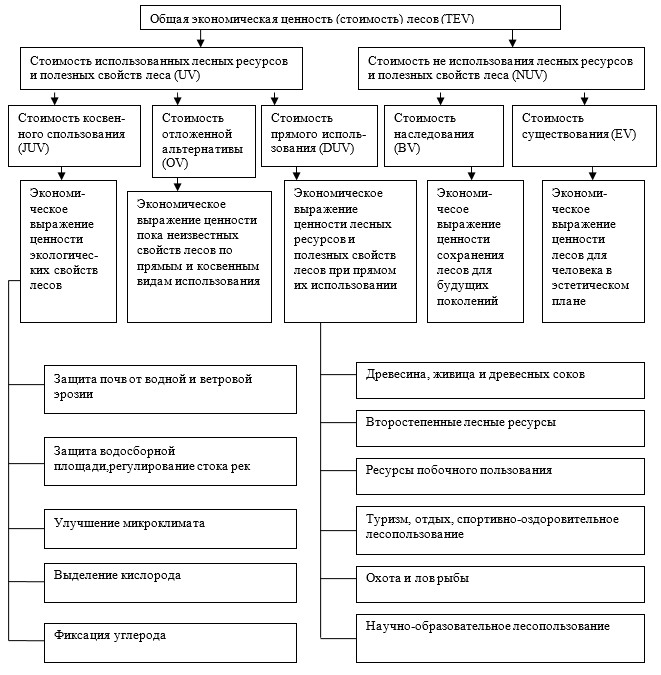 Общая экономическая ценность (стоимость) лесов (TEV)
Стоимость использованных лесных ресурсов
и полезных свойств леса (UV)
Стоимость не использования лесных ресурсов
и полезных свойств леса (NUV)
Стоимость косвен-
ного спользования
(JUV)
Стоимость
отложенной
альтернативы
(OV)
Стоимость
прямого исполь-
зования (DUV)
Стоимость
наследования
(BV)
Стоимость
существования (EV)
Экономи-
ческое
выражение
ценности
экологичес-
ких свойств
лесов
Экономическое
выражение ценности
пока неизвестных
свойств лесов по
прямым и косвенным
видам использования
Экономическое
выражение
ценности лесных
ресурсов и
полезных свойств
лесов при прямом
их использовании
Экономи-
чесое
выражение
ценности
сохранения
лесов для
будущих
поколений
Экономи-
ческое
выражение
ценности
лесов для
человека в
эстетическом
плане
Защита почв от водной и ветровой
эрозии
Защита водосборной
площади,регулирование стока рек
Улучшение микроклимата
Выделение кислорода
Фиксация углерода
Древесина, живица и древесных соков
Второстепенные лесные ресурсы
Ресурсы побочного пользования
Туризм, отдых, спортивно-оздоровительное
лесопользование
Охота и лов рыбы
Научно-образовательное лесопользование